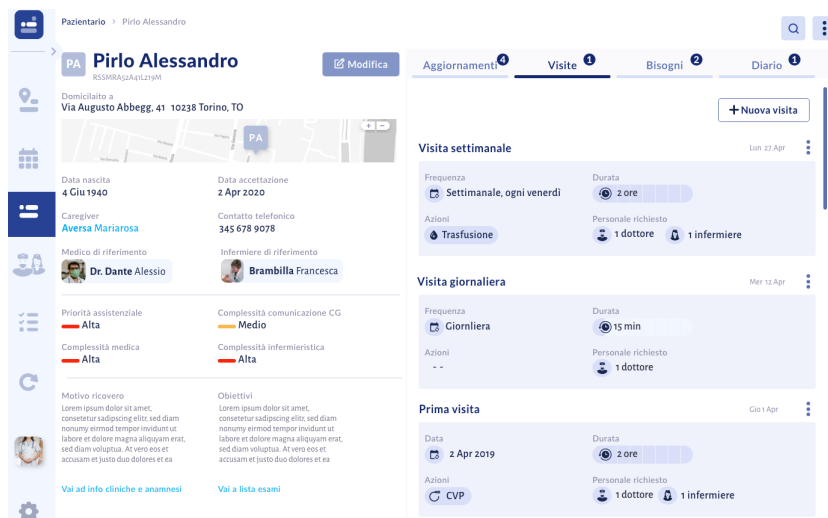 Pazientario > Pirlo Alessandro
PA Pirlo Alessandro
RSSMRA52A41L219M
Modifica
Domicilaito a
Via Augusto Abbegg, 41 10238 Torino, TO
PA
+ −
Data nascita
4 Giu 1940
Data accettazione
2 Apr 2020
Caregiver
Aversa Mariarosa
Contatto telefonico
345 678 9078
Medico di riferimento
Dr. Dante Alessio
Infermiere di riferimento
Brambilla Francesca
Priorità assistenziale
Alta
Complessità comunicazione CG
Medio
Complessità medica
Alta
Complessità infermieristica
Alta
Motivo ricovero
Lorem ipsum dolor sit amet,
consetetur sadipscing elitr, sed diam
nonumy eirmod tempor invidunt ut
labore et dolore magna aliquyam erat,
sed diam voluptua. At vero eos et
accusam et justo duo dolores et ea
Vai ad info cliniche e anamnesi
Obiettivi
Lorem ipsum dolor sit amet,
consetetur sadipscing elitr, sed diam
nonumy eirmod tempor invidunt ut
labore et dolore magna aliquyam erat,
sed diam voluptua. At vero eos et
accusam et justo duo dolores et ea
Vai a lista esami
Aggiornamenti 4
Visite 1
Bisogni 2
Diario 1
+ Nuova visita
Visita settimanale
Lun 27 Apr
Frequenza
Settimanale, ogni venerdì
Durata
2 ore
Azioni
Trasfusione
Personale richiesto
1 dottore 1 infermiere
Visita giornaliera
Mer 12 Apr
Frequenza
Giornliera
Durata
15 min
Azioni
- -
Personale richiesto
1 dottore
Prima visita
Gio 1 Apr
Data
2 Apr 2019
Durata
2 ore
Azioni
CVP
Personale richiesto
1 dottore 1 infermiere